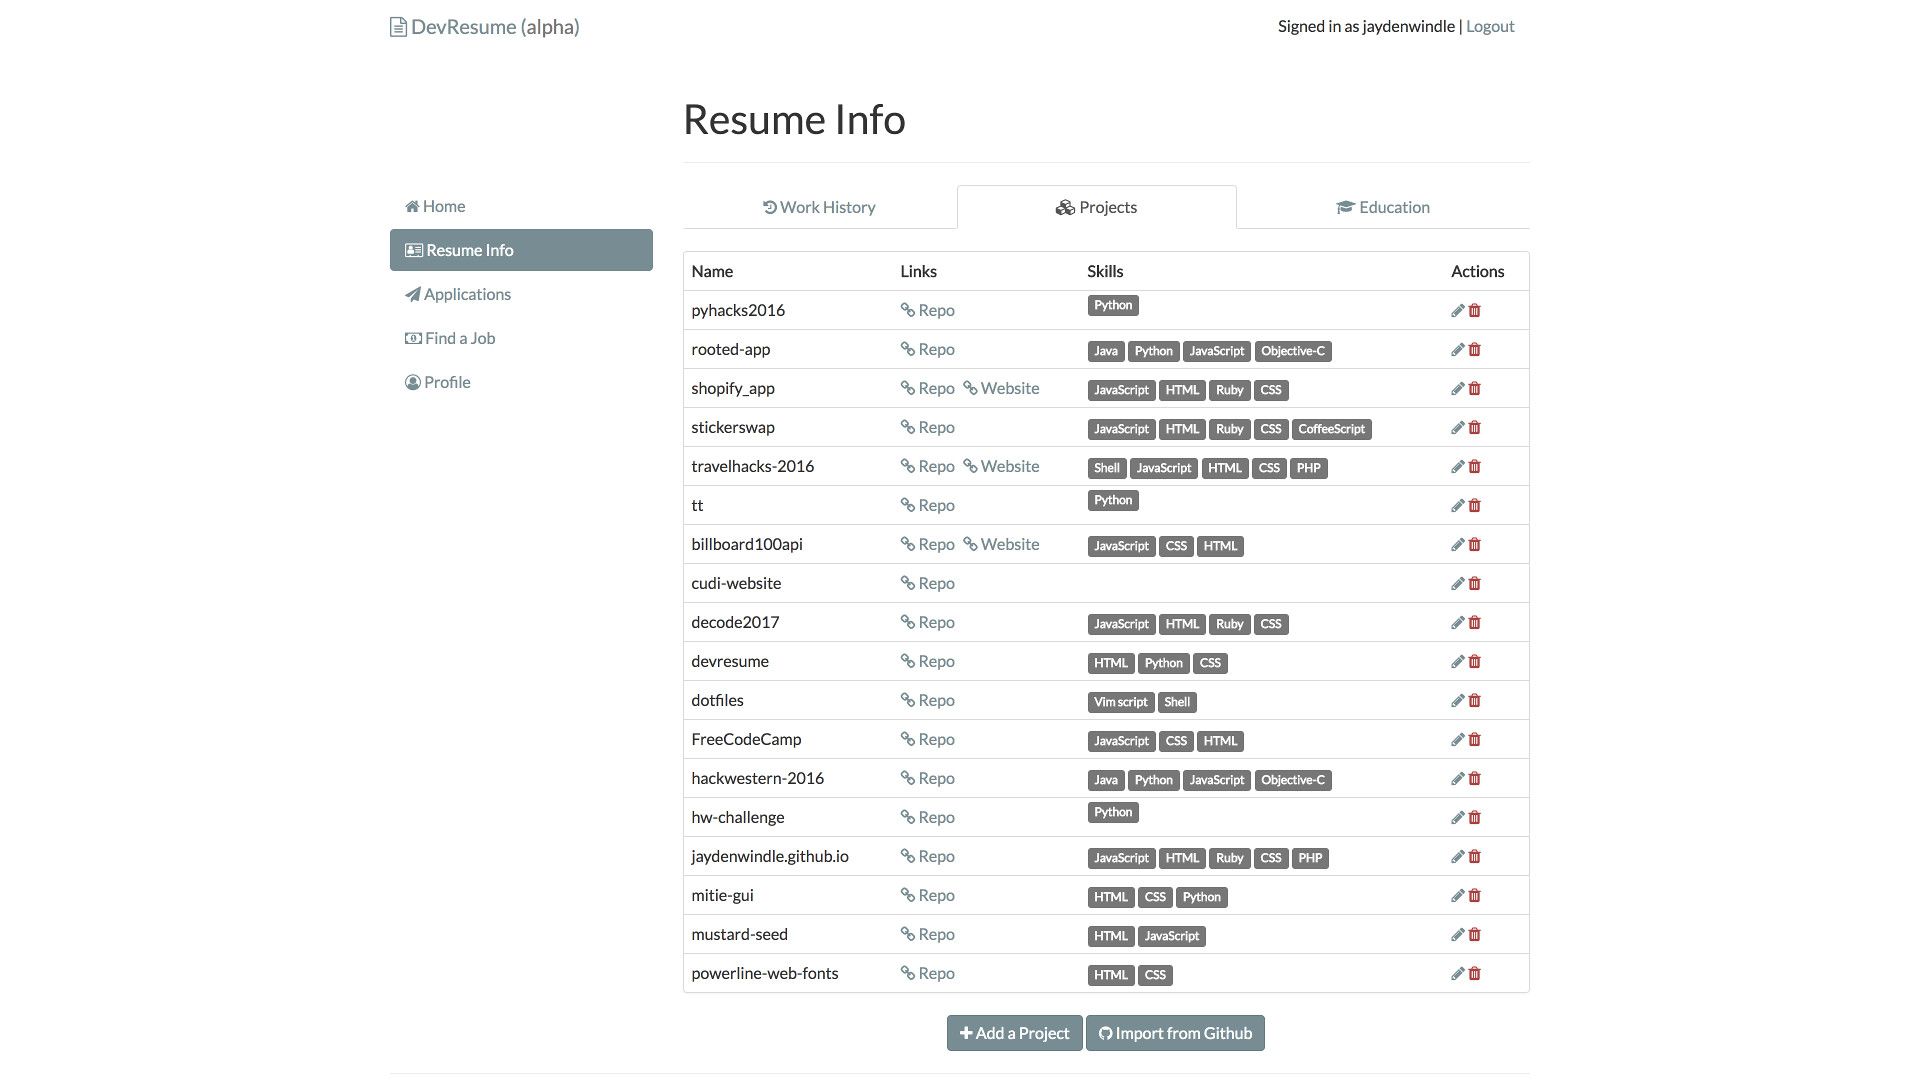 DevResume (alpha) Signed in as jaydenwindle | Logout
Resume Info
Home
Resume Info
Applications
Find a Job
Profile
Work History Projects Education
Name Links Skills Actions
pyhacks2016 Repo Python
rooted-app Repo Java Python JavaScript Objective-C
shopify_app Repo Website JavaScript HTML Ruby CSS
stickerswap Repo JavaScript HTML Ruby CSS CoffeeScript
travelhacks-2016 Repo Website Shell JavaScript HTML CSS PHP
tt Repo Python
billboard100api Repo Website JavaScript CSS HTML
cudi-website Repo
decode2017 Repo JavaScript HTML Ruby CSS
devresume Repo HTML Python CSS
dotfiles Repo Vim script Shell
FreeCodeCamp Repo JavaScript CSS HTML
hackwestern-2016 Repo Java Python JavaScript Objective-C
hw-challenge Repo Python
jaydenwindle.github.io Repo JavaScript HTML Ruby CSS PHP
mitie-gui Repo HTML CSS Python
mustard-seed Repo HTML JavaScript
powerline-web-fonts Repo HTML CSS
Add a Project Import from Github